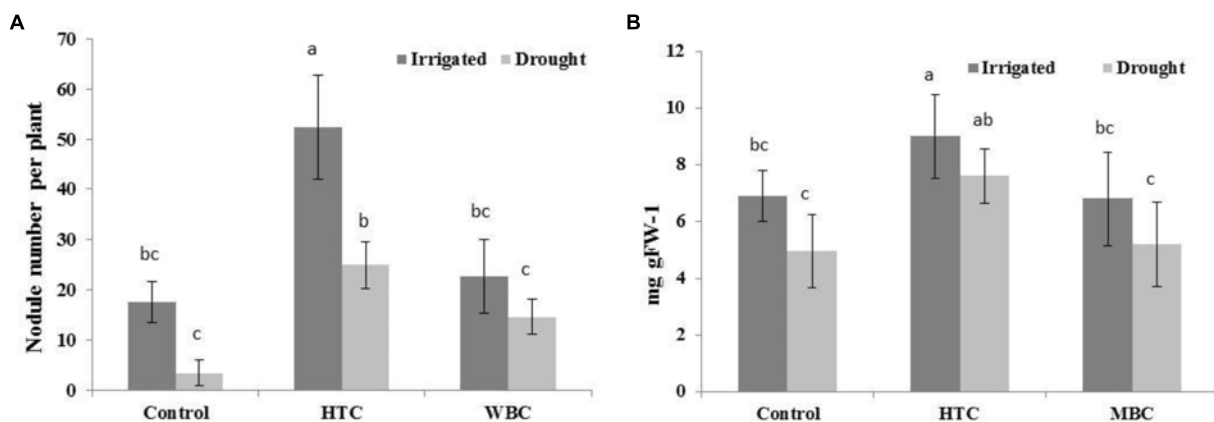 A
70
60
50
40
30
20
10
0
Nodule number per plant
Irrigated Drought
a
bc
c
b
bc
c
Control HTC WBC
B
12
10
8
6
4
2
0
mg gFW-1
Irrigated Drought
a
bc
c
ab
bc
c
Control HTC MBC